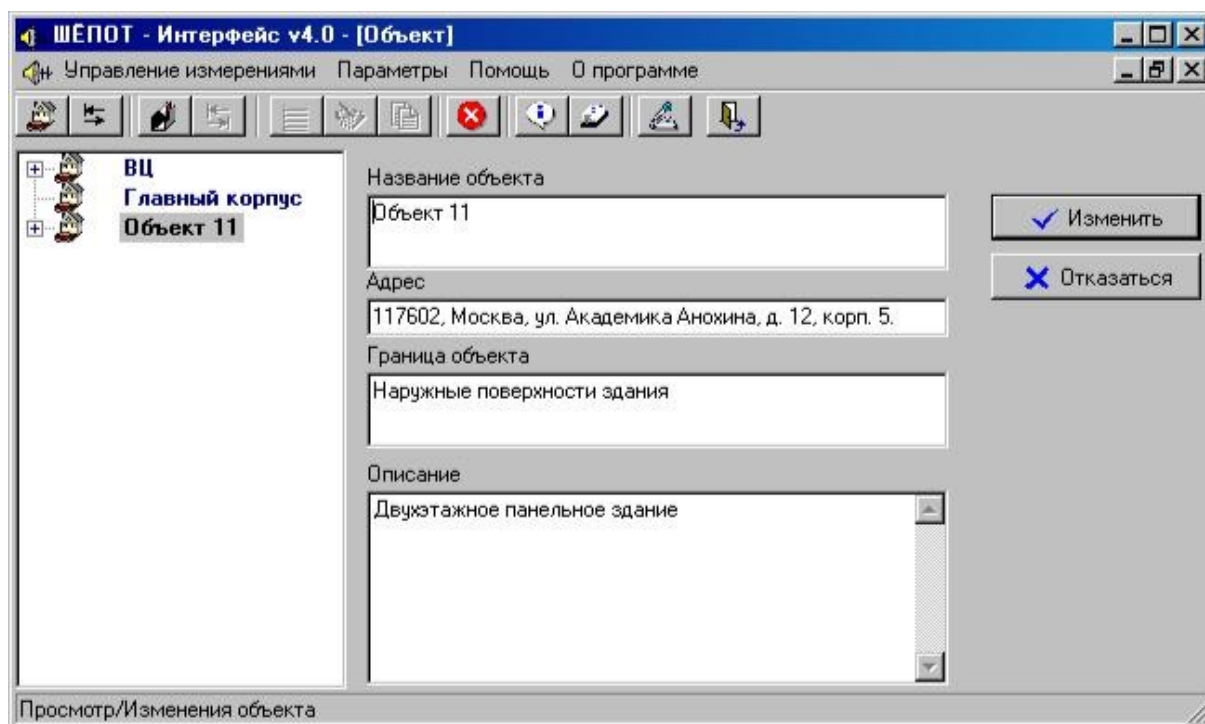 ШЁПОТ - Интерфейс v4.0 - [Объект]
Управление измерениями Параметры Помощь О программе
ВЦ
Главный корпус
Объект 11
Название объекта
Объект 11
Адрес
117602, Москва, ул. Академика Анохина, д. 12, корп. 5.
Граница объекта
Наружные поверхности здания
Описание
Двухэтажное панельное здание
Изменить
Отказаться
Просмотр/Изменения объекта